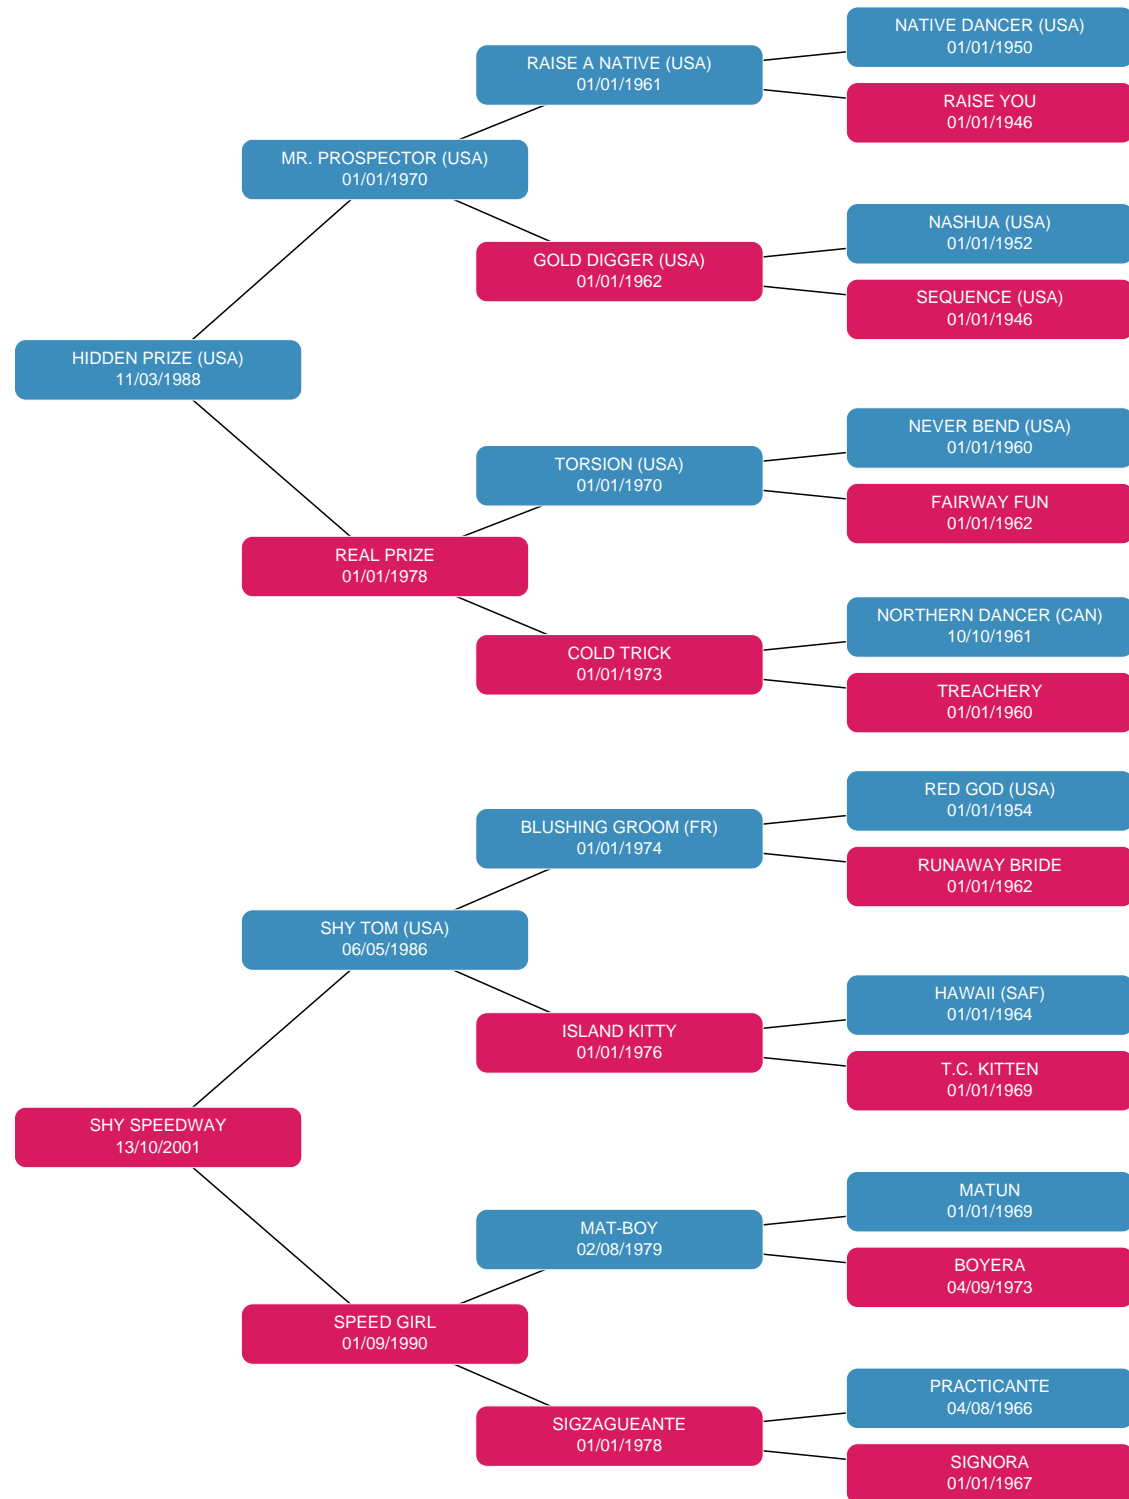 NATIVE DANCER (USA)
01/01/1950
RAISE A NATIVE (USA)
01/01/1961
RAISE YOU
01/01/1946
MR. PROSPECTOR (USA)
01/01/1970
NASHUA (USA)
01/01/1952
GOLD DIGGER (USA)
01/01/1962
SEQUENCE (USA)
01/01/1946
HIDDEN PRIZE (USA)
11/03/1988
NEVER BEND (USA)
01/01/1960
TORSION (USA)
01/01/1970
FAIRWAY FUN
01/01/1962
REAL PRIZE
01/01/1978
NORTHERN DANCER (CAN)
10/10/1961
COLD TRICK
01/01/1973
TREACHERY
01/01/1960
RED GOD (USA)
01/01/1954
BLUSHING GROOM (FR)
01/01/1974
RUNAWAY BRIDE
01/01/1962
SHY TOM (USA)
06/05/1986
HAWAII (SAF)
01/01/1964
ISLAND KITTY
01/01/1976
T.C. KITTEN
01/01/1969
SHY SPEEDWAY
13/10/2001
MATUN
01/01/1969
MAT-BOY
02/08/1979
BOYERA
04/09/1973
SPEED GIRL
01/09/1990
PRACTICANTE
04/08/1966
SIGZAGUEANTE
01/01/1978
SIGNORA
01/01/1967